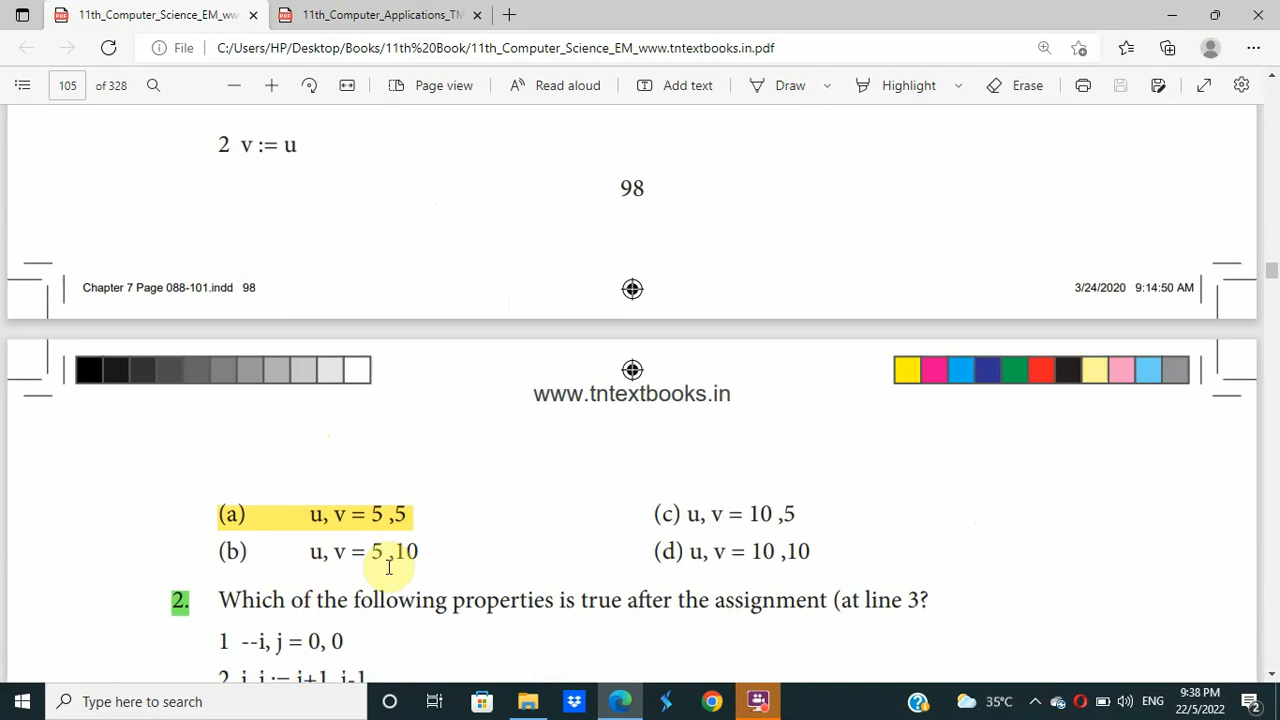 11th_Computer_Science_EM_ww
11th_Computer_Applications_TM
File C:/Users/HP/Desktop/Books/11th%20Book/11th_Computer_Science_EM_www.tntextbooks.in.pdf
105 of 328 Page view Read aloud Add text Draw Highlight Erase
2 v := u
98
Chapter 7 Page 088-101.indd 98
3/24/2020 9:14:50 AM
www.tntextbooks.in
(a) u, v = 5 ,5
(c) u, v = 10 ,5
(b) u, v = 5 ,10
(d) u, v = 10 ,10
2. Which of the following properties is true after the assignment (at line 3?
1 --i, j = 0, 0
2 i, j := i+1, j-1
Type here to search
35°C
ENG
9:38 PM
22/5/2022
2